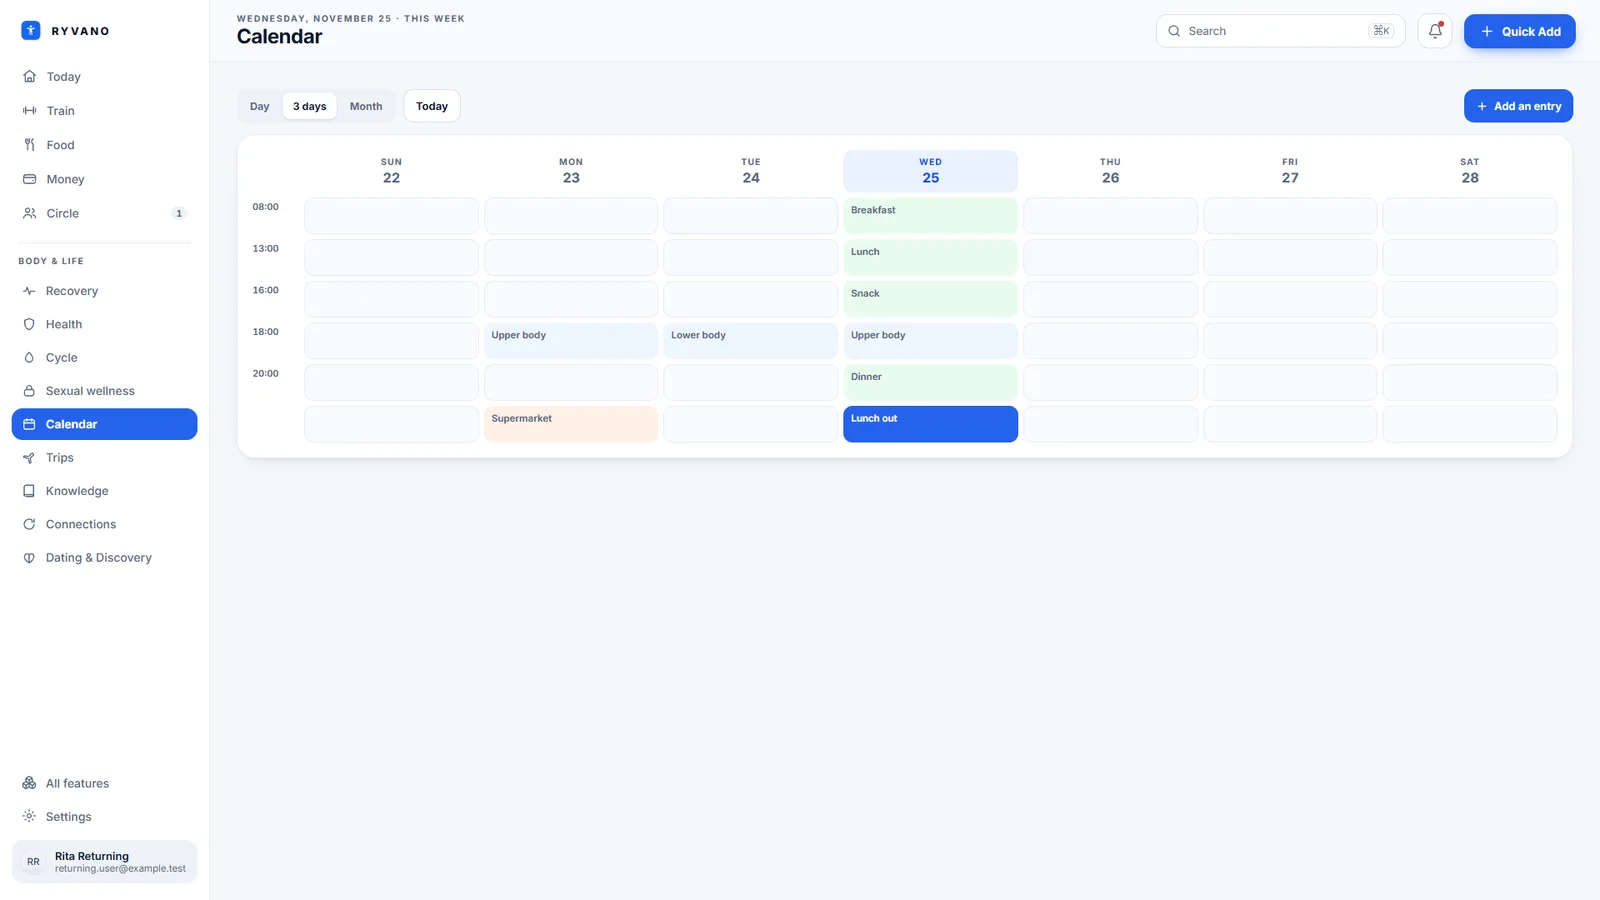 RYVANO
Today
Train
Food
Money
Circle 1
BODY & LIFE
Recovery
Health
Cycle
Sexual wellness
Calendar
Trips
Knowledge
Connections
Dating & Discovery
All features
Settings
RR
Rita Returning
returning.user@example.test
WEDNESDAY, NOVEMBER 25 · THIS WEEK
Calendar
Search ⌘K
Quick Add
Day 3 days Month Today
Add an entry
SUN MON TUE WED THU FRI SAT
22 23 24 25 26 27 28
08:00 Breakfast
13:00 Lunch
16:00 Snack
18:00 Upper body Lower body Upper body
20:00 Dinner
Supermarket Lunch out